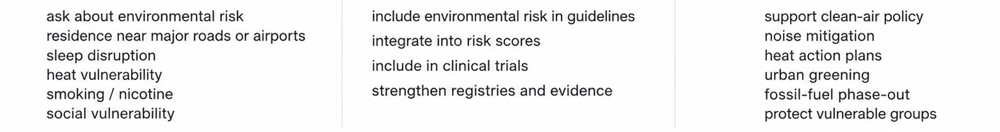 ask about environmental risk
residence near major roads or airports
sleep disruption
heat vulnerability
smoking / nicotine
social vulnerability
include environmental risk in guidelines
integrate into risk scores
include in clinical trials
strengthen registries and evidence
support clean-air policy
noise mitigation
heat action plans
urban greening
fossil-fuel phase-out
protect vulnerable groups